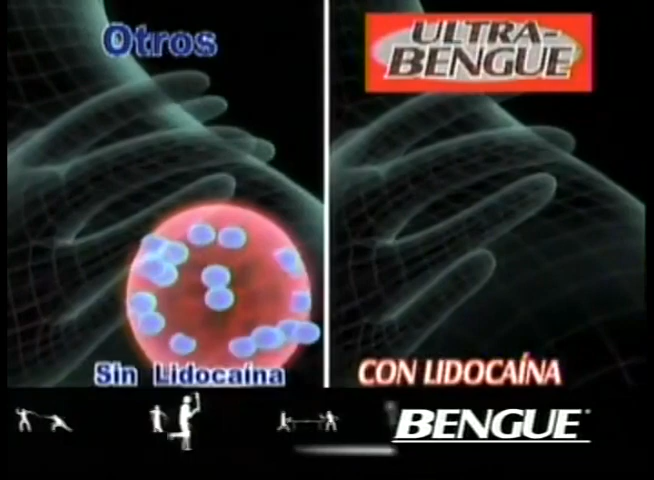 Otros
ULTRA-
BENGUE
Sin Lidocaína
CON LIDOCAÍNA
BENGUE®